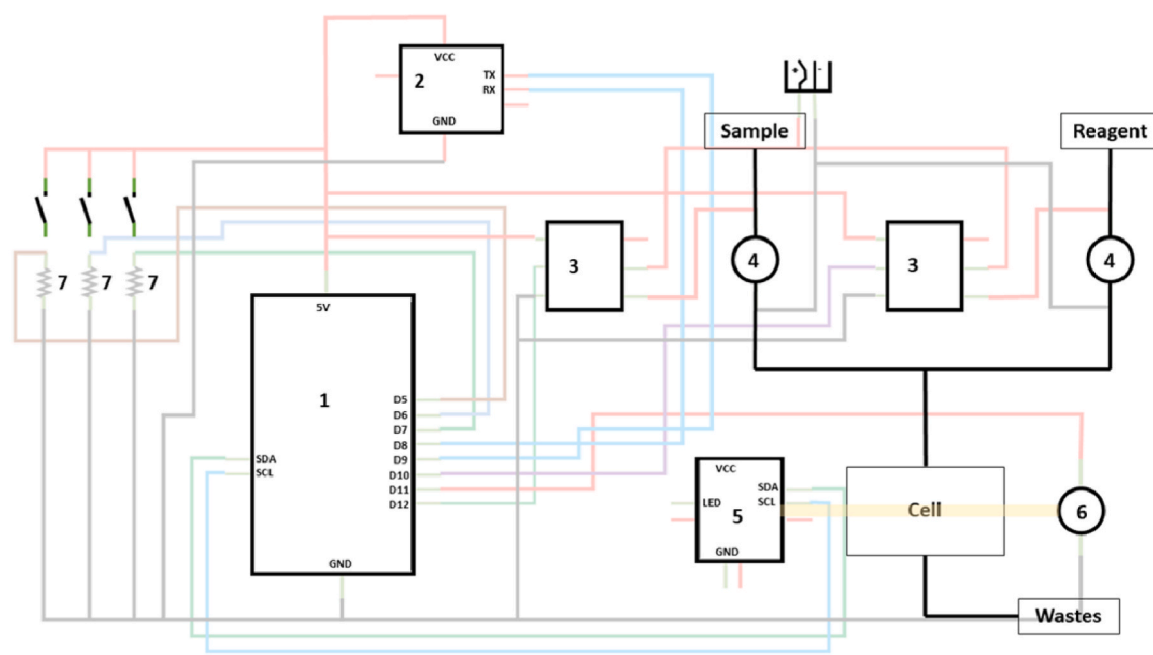 VCC
2
TX
RX
GND
+ -
Sample
Reagent
7 7 7
3
4
3
4
5V
1
D5
D6
D7
D8
D9
D10
D11
D12
SDA
SCL
GND
VCC
SDA
LED
SCL
5
GND
Cell
6
Wastes